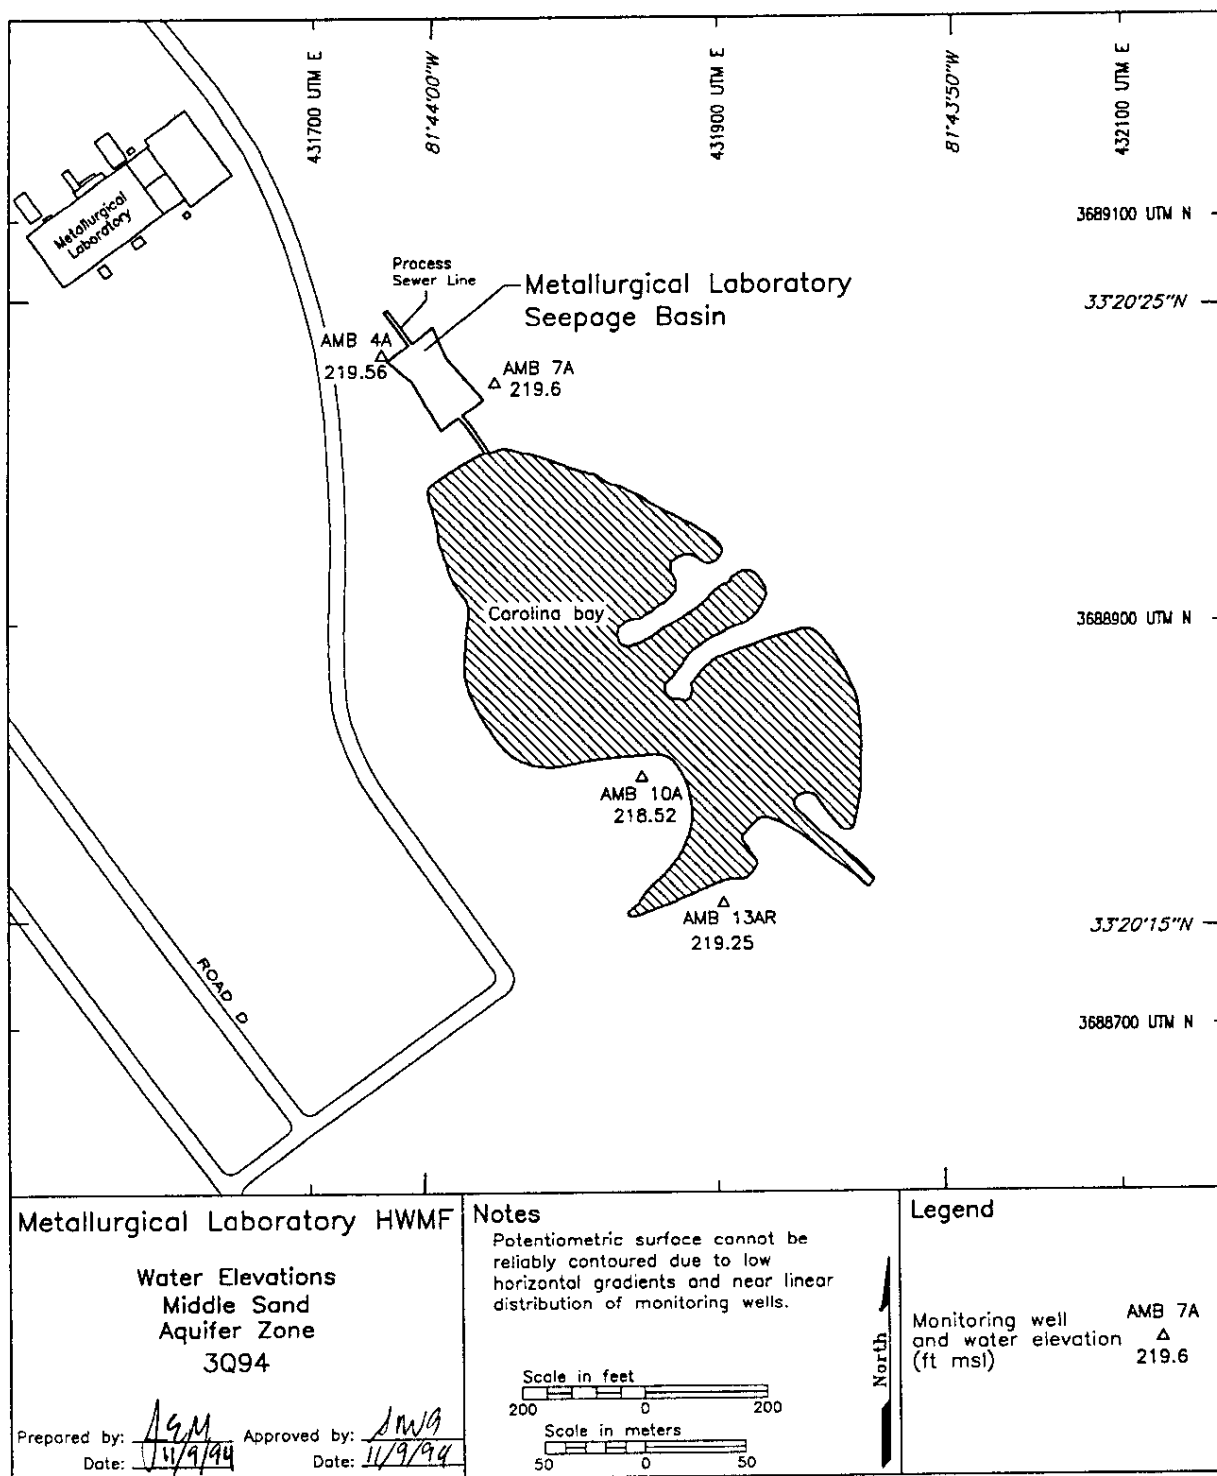 431700 UTM E
81°44'00"W
431900 UTM E
81°43'50"W
432100 UTM E
Metallurgical
Laboratory
3689100 UTM N
Process
Sewer Line
Metallurgical Laboratory
Seepage Basin
33°20'25"N
AMB 4A
219.56
AMB 7A
219.6
Carolina bay
3688900 UTM N
AMB 10A
218.52
AMB 13AR
219.25
33°20'15"N
ROAD D
3688700 UTM N
Metallurgical Laboratory HWMF
Water Elevations
Middle Sand
Aquifer Zone
3Q94
Prepared by:
Date: 11/9/94
Approved by:
Date: 11/9/94
Notes
Potentiometric surface cannot be
reliably contoured due to low
horizontal gradients and near linear
distribution of monitoring wells.
Scale in feet
200 0 200
Scale in meters
50 0 50
North
Legend
Monitoring well
and water elevation
(ft msl)
AMB 7A
219.6